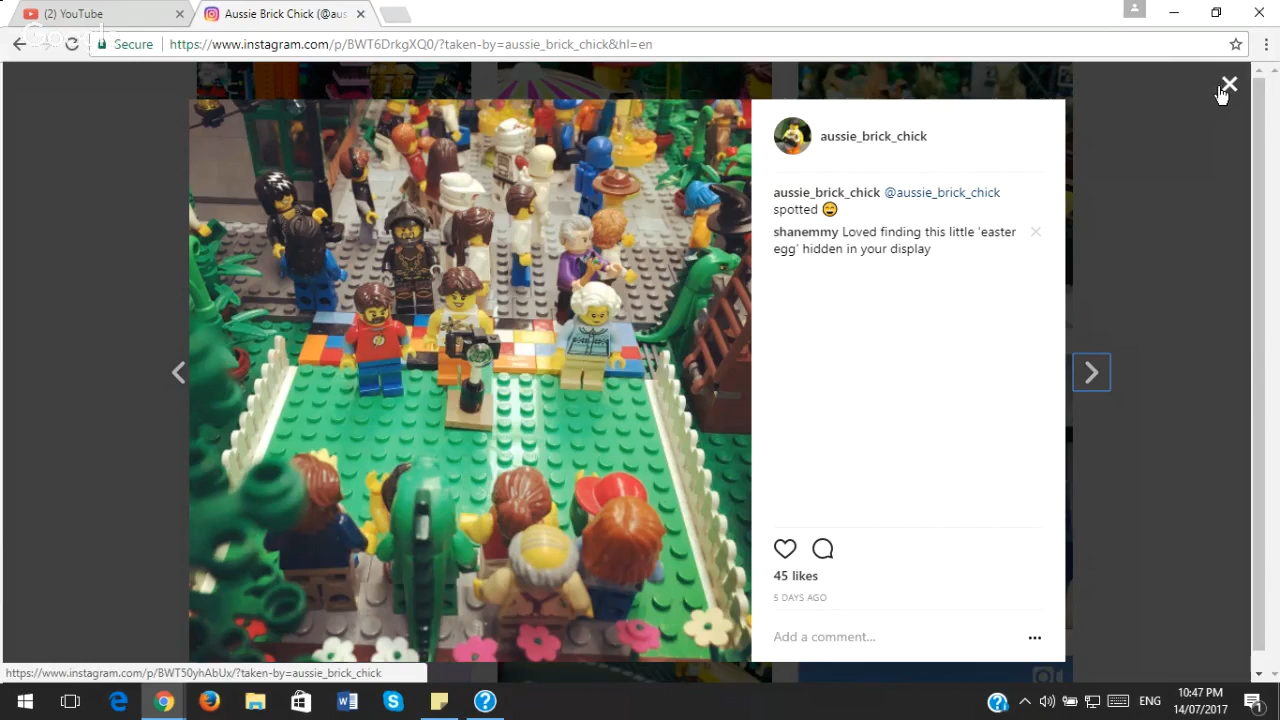 (2) YouTube
Aussie Brick Chick (@aus
Secure https://www.instagram.com/p/BWT6DrkgXQ0/?taken-by=aussie_brick_chick&hl=en
aussie_brick_chick
aussie_brick_chick @aussie_brick_chick
spotted
shanemmy Loved finding this little 'easter
egg' hidden in your display
45 likes
5 DAYS AGO
Add a comment...
https://www.instagram.com/p/BWT50yhAbUx/?taken-by=aussie_brick_chick
ENG
10:47 PM
14/07/2017